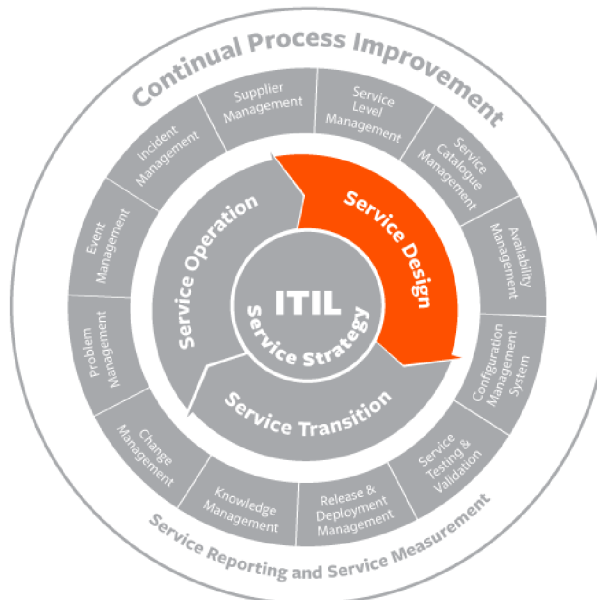 Continual Process Improvement
Supplier
Management
Service
Level
Management
Service
Catalogue
Management
Availability
Management
Configuration
Management
System
Service
Testing &
Validation
Release &
Deployment
Management
Knowledge
Management
Change
Management
Problem
Management
Event
Management
Incident
Management
Service Operation
Service Design
Service Transition
ITIL
Service Strategy
Service Reporting and Service Measurement